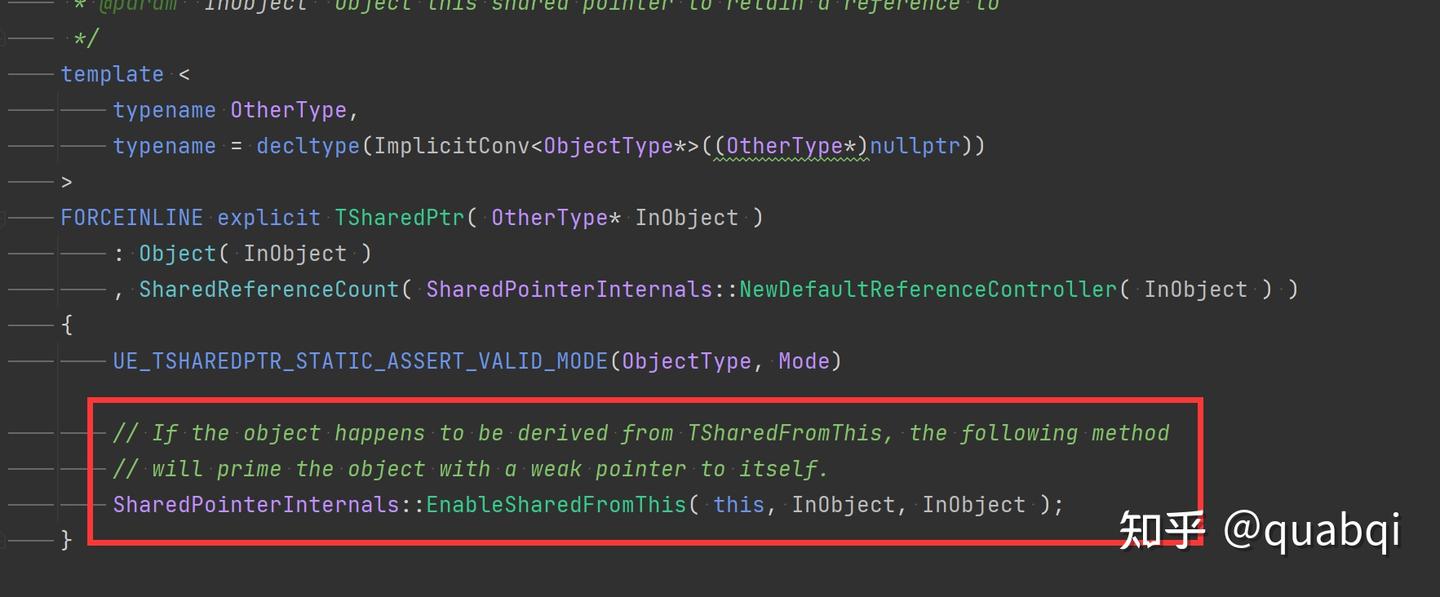 * @param  InObject  Object this shared pointer to retain a reference to
*/
template <
typename OtherType,
typename = decltype(ImplicitConv<ObjectType*>((OtherType*)nullptr))
>
FORCEINLINE explicit TSharedPtr( OtherType* InObject )
: Object( InObject )
, SharedReferenceCount( SharedPointerInternals::NewDefaultReferenceController( InObject ) )
{
UE_TSHAREDPTR_STATIC_ASSERT_VALID_MODE(ObjectType, Mode)
// If the object happens to be derived from TSharedFromThis, the following method
// will prime the object with a weak pointer to itself.
SharedPointerInternals::EnableSharedFromThis( this, InObject, InObject );
}
知乎 @quabqi